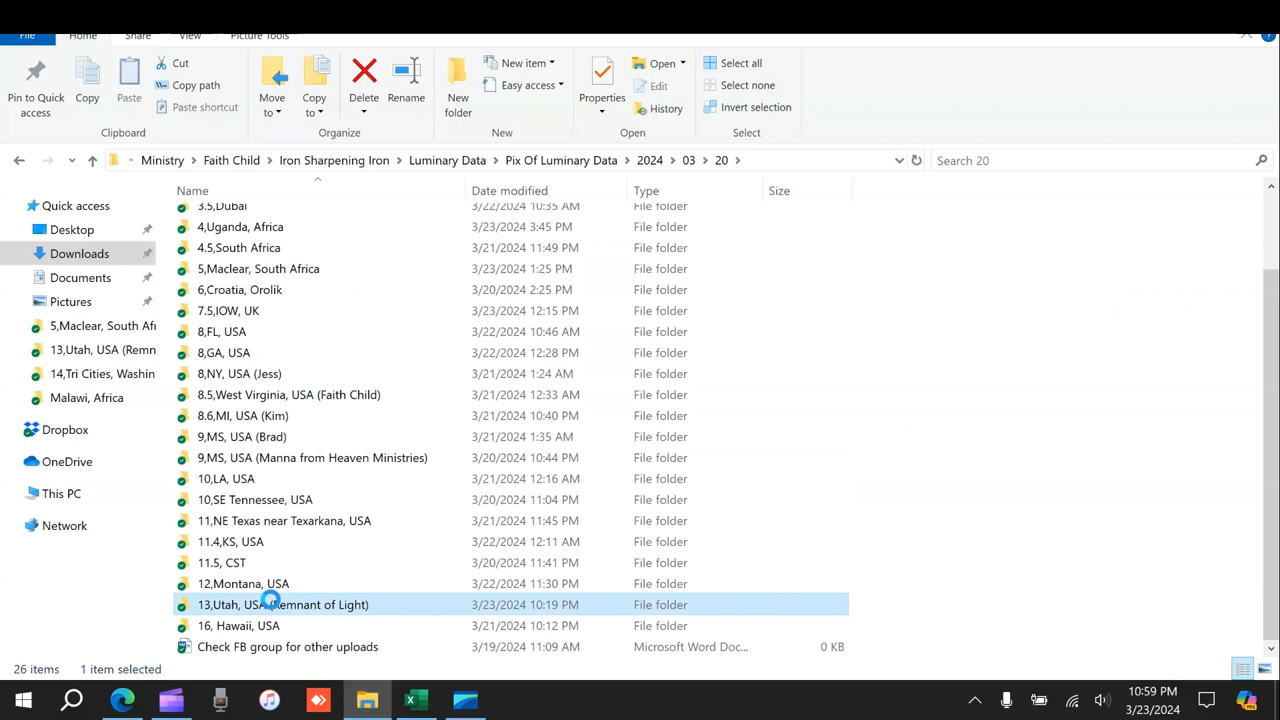 File Home Share View Picture Tools
Pin to Quick access
Copy
Paste
Cut
Copy path
Paste shortcut
Clipboard
Move to
Copy to
Delete
Rename
Organize
New folder
New item
Easy access
New
Properties
Open
Edit
History
Open
Select all
Select none
Invert selection
Select
Ministry > Faith Child > Iron Sharpening Iron > Luminary Data > Pix Of Luminary Data > 2024 > 03 > 20 >
Search 20
Name Date modified Type Size
Quick access
Desktop
Downloads
Documents
Pictures
5,Maclear, South Afr
13,Utah, USA (Remn
14,Tri Cities, Washin
Malawi, Africa
Dropbox
OneDrive
This PC
Network
3.5,Dubai 3/22/2024 10:35 AM File folder
4,Uganda, Africa 3/23/2024 3:45 PM File folder
4.5,South Africa 3/21/2024 11:49 PM File folder
5,Maclear, South Africa 3/23/2024 1:25 PM File folder
6,Croatia, Orolik 3/20/2024 2:25 PM File folder
7.5,IOW, UK 3/23/2024 12:15 PM File folder
8,FL, USA 3/22/2024 10:46 AM File folder
8,GA, USA 3/22/2024 12:28 PM File folder
8,NY, USA (Jess) 3/21/2024 1:24 AM File folder
8.5,West Virginia, USA (Faith Child) 3/21/2024 12:33 AM File folder
8.6,MI, USA (Kim) 3/21/2024 10:40 PM File folder
9,MS, USA (Brad) 3/21/2024 1:35 AM File folder
9,MS, USA (Manna from Heaven Ministries) 3/20/2024 10:44 PM File folder
10,LA, USA 3/21/2024 12:16 AM File folder
10,SE Tennessee, USA 3/20/2024 11:04 PM File folder
11,NE Texas near Texarkana, USA 3/21/2024 11:45 PM File folder
11.4,KS, USA 3/22/2024 12:11 AM File folder
11.5, CST 3/20/2024 11:41 PM File folder
12,Montana, USA 3/22/2024 11:30 PM File folder
13,Utah, USA (Remnant of Light) 3/23/2024 10:19 PM File folder
16, Hawaii, USA 3/21/2024 10:12 PM File folder
Check FB group for other uploads 3/19/2024 11:09 AM Microsoft Word Doc... 0 KB
26 items 1 item selected
10:59 PM
3/23/2024